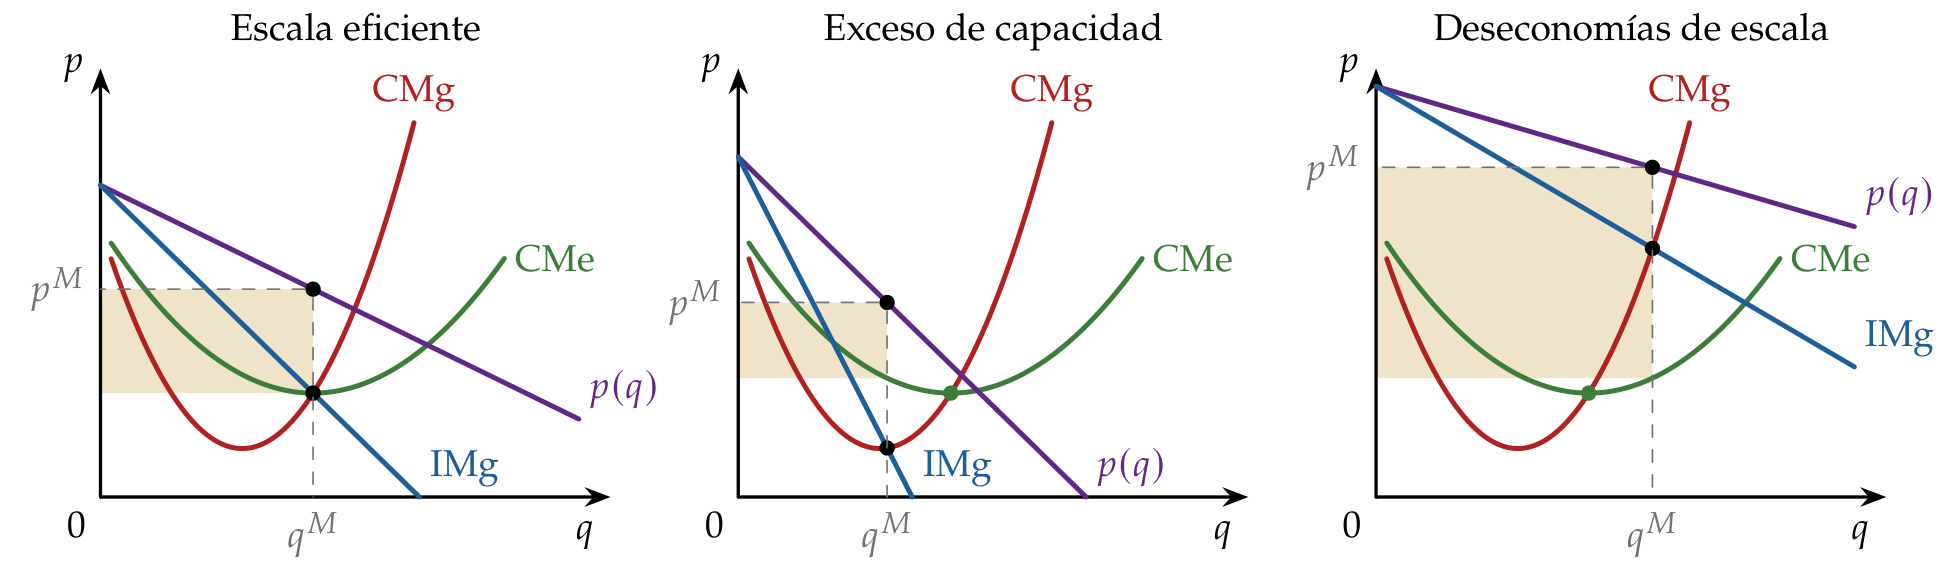 Escala eficiente
p
CMg
CMe
p^M
p(q)
IMg
0
q^M
q
Exceso de capacidad
p
CMg
CMe
p^M
IMg
p(q)
0
q^M
q
Deseconomías de escala
p
CMg
p^M
p(q)
CMe
IMg
0
q^M
q